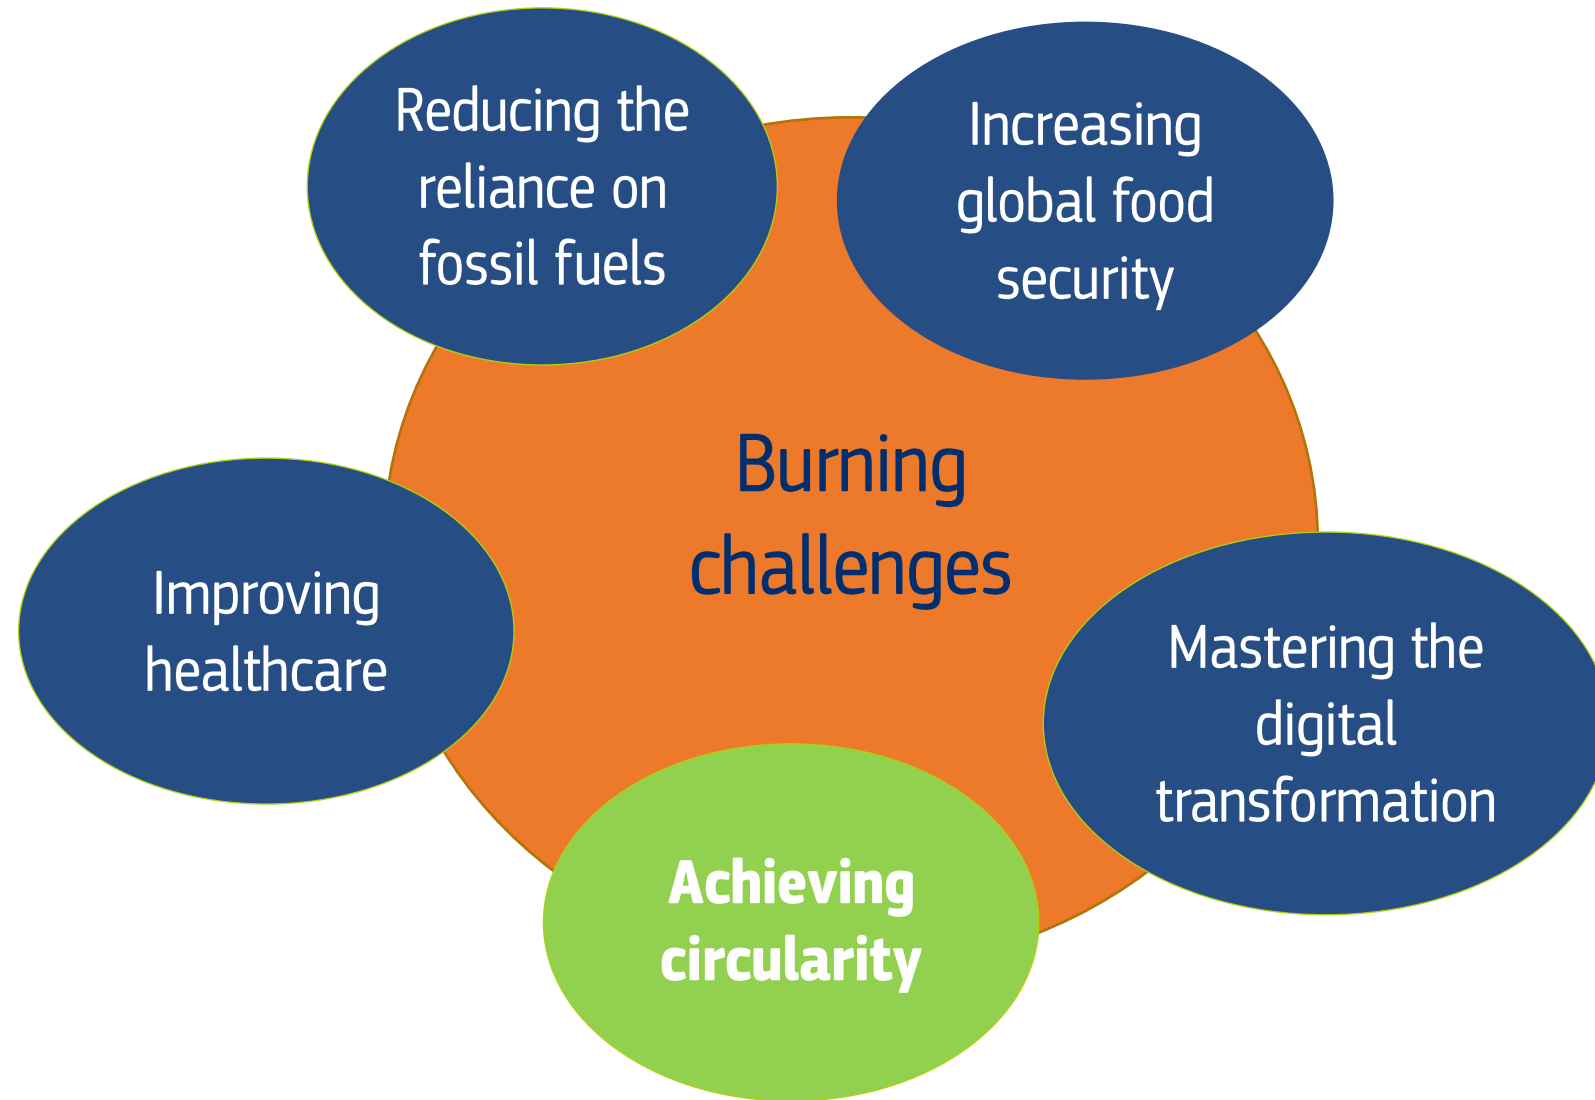 Reducing the
reliance on
fossil fuels
Increasing
global food
security
Burning
challenges
Improving
healthcare
Mastering the
digital
transformation
Achieving
circularity